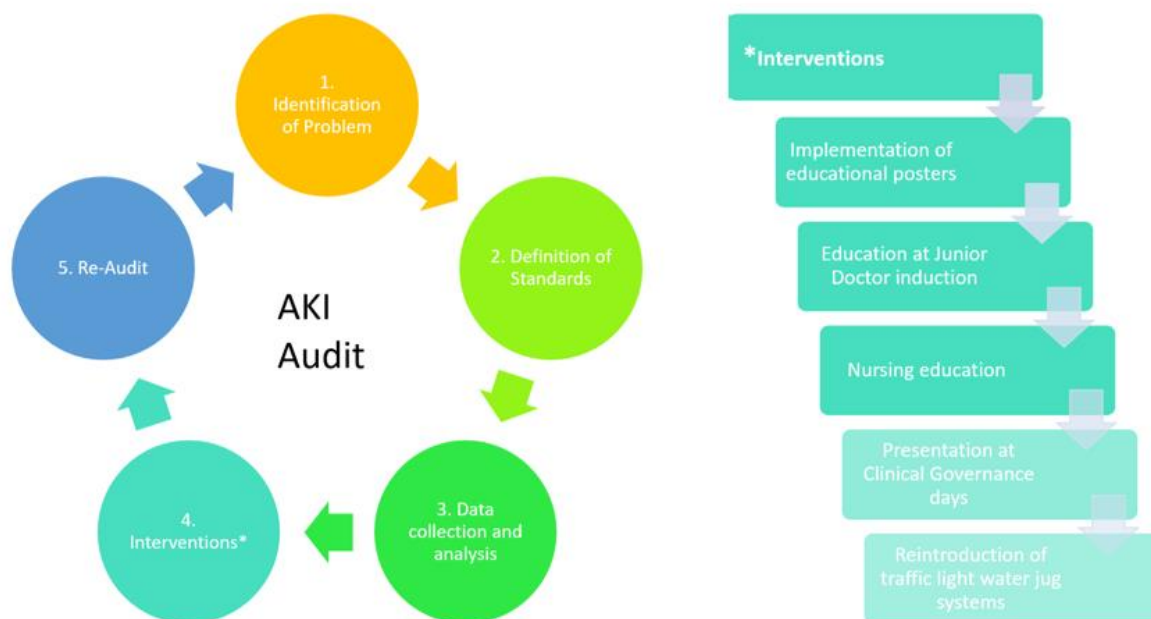 1.
Identification
of Problem
2. Definition of
Standards
3. Data
collection and
analysis
4.
Interventions*
5. Re-Audit
AKI
Audit
*Interventions
Implementation of
educational posters
Education at Junior
Doctor induction
Nursing education
Presentation at
Clinical Governance
days
Reintroduction of
traffic light water jug
systems